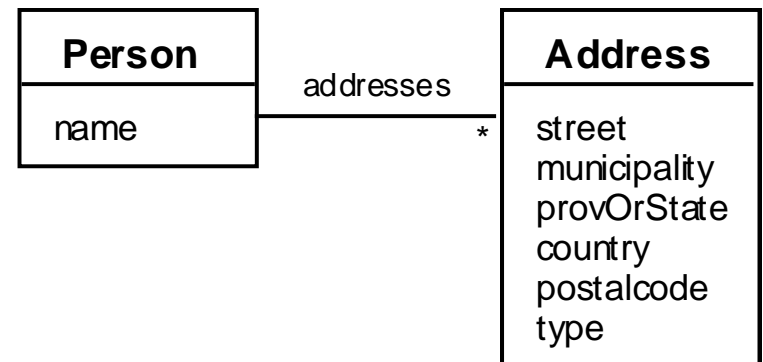 Person
name
addresses
*
Address
street
municipality
provOrState
country
postalcode
type